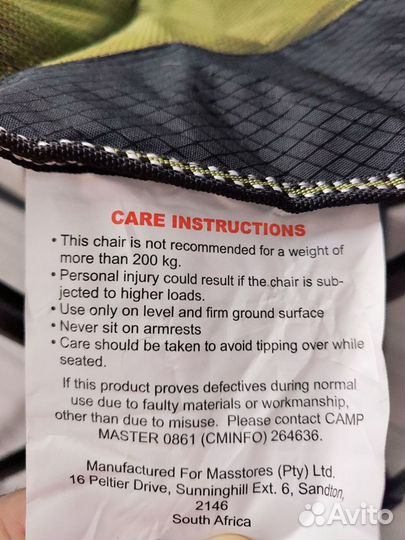 CARE INSTRUCTIONS
• This chair is not recommended for a weight of
more than 200 kg.
• Personal injury could result if the chair is sub-
jected to higher loads.
• Use only on level and firm ground surface
• Never sit on armrests
• Care should be taken to avoid tipping over while
seated.
If this product proves defectives during normal
use due to faulty materials or workmanship,
other than due to misuse. Please contact CAMP
MASTER 0861 (CMINFO) 264636.
Manufactured For Masstores (Pty) Ltd.
16 Peltier Drive, Sunninghill Ext. 6, Sandton,
2146
South Africa
Avito